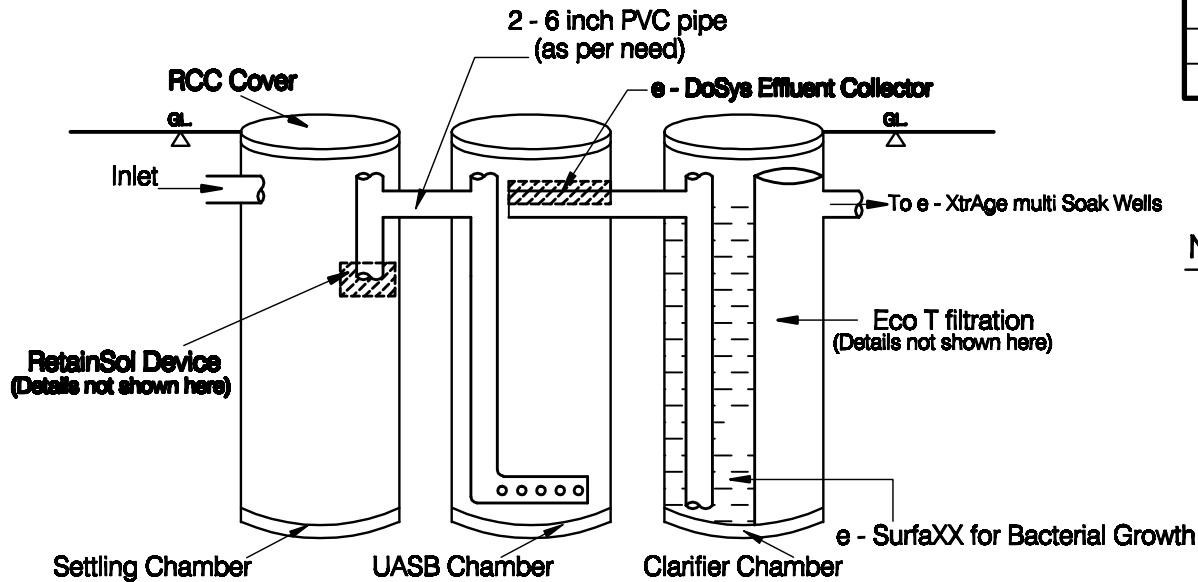 2 - 6 inch PVC pipe
(as per need)
RCC Cover
e - DoSys Effluent Collector
GL.
GL.
Inlet
To e - XtrAge multi Soak Wells
N
Eco T filtration
(Details not shown here)
RetainSol Device
(Details not shown here)
e - SurfaXX for Bacterial Growth
Settling Chamber
UASB Chamber
Clarifier Chamber